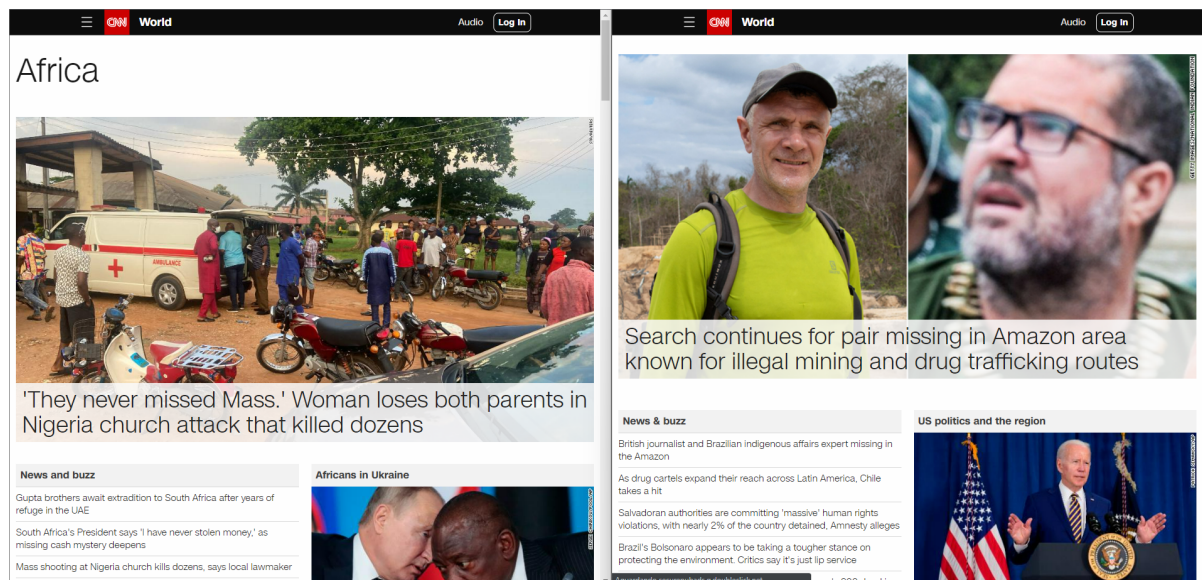 CNN World
Audio Log In
Africa
AMBULANCE
'They never missed Mass.' Woman loses both parents in
Nigeria church attack that killed dozens
News and buzz
Gupta brothers await extradition to South Africa after years of
refuge in the UAE
South Africa's President says 'I have never stolen money,' as
missing cash mystery deepens
Mass shooting at Nigeria church kills dozens, says local lawmaker
Africans in Ukraine
CNN World
Audio Log In
Search continues for pair missing in Amazon area
known for illegal mining and drug trafficking routes
News & buzz
British journalist and Brazilian indigenous affairs expert missing in
the Amazon
As drug cartels expand their reach across Latin America, Chile
takes a hit
Salvadoran authorities are committing 'massive' human rights
violations, with nearly 2% of the country detained, Amnesty alleges
Brazil's Bolsonaro appears to be taking a tougher stance on
protecting the environment. Critics say it's just lip service
US politics and the region